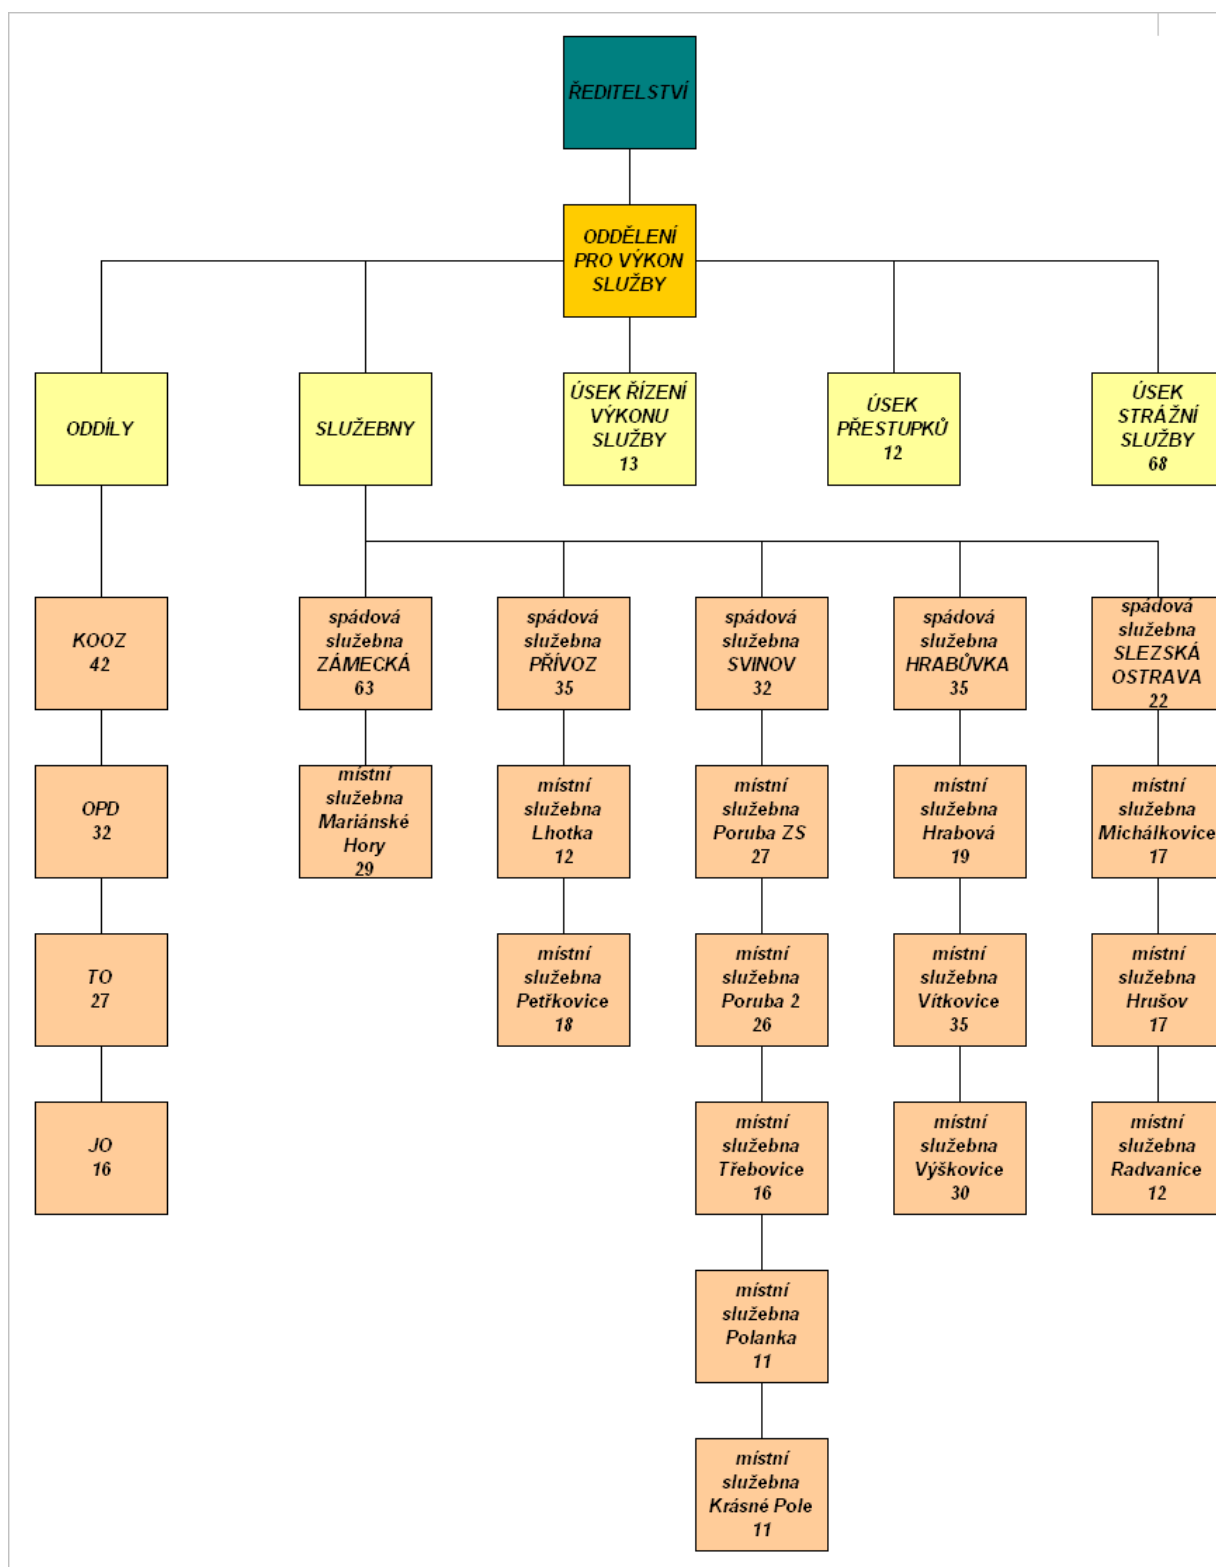 ŘEDITELSTVÍ
ODDĚLENÍ
PRO VÝKON
SLUŽBY
ODDÍLY
SLUŽEBNY
ÚSEK ŘÍZENÍ
VÝKONU
SLUŽBY
13
ÚSEK
PŘESTUPKŮ
12
ÚSEK
STRÁŽNÍ
SLUŽBY
68
KOOZ
42
spádová
služebna
ZÁMECKÁ
63
spádová
služebna
PŘÍVOZ
35
spádová
služebna
SVINOV
32
spádová
služebna
HRABŮVKA
35
spádová
služebna
SLEZSKÁ
OSTRAVA
22
OPD
32
místní
služebna
Mariánské
Hory
29
místní
služebna
Lhotka
12
místní
služebna
Poruba ZS
27
místní
služebna
Hrabová
19
místní
služebna
Michálkovice
17
TO
27
místní
služebna
Petřkovice
18
místní
služebna
Poruba 2
26
místní
služebna
Vítkovice
35
místní
služebna
Hrušov
17
JO
16
místní
služebna
Třebovice
16
místní
služebna
Výškovice
30
místní
služebna
Radvanice
12
místní
služebna
Polanka
11
místní
služebna
Krásné Pole
11